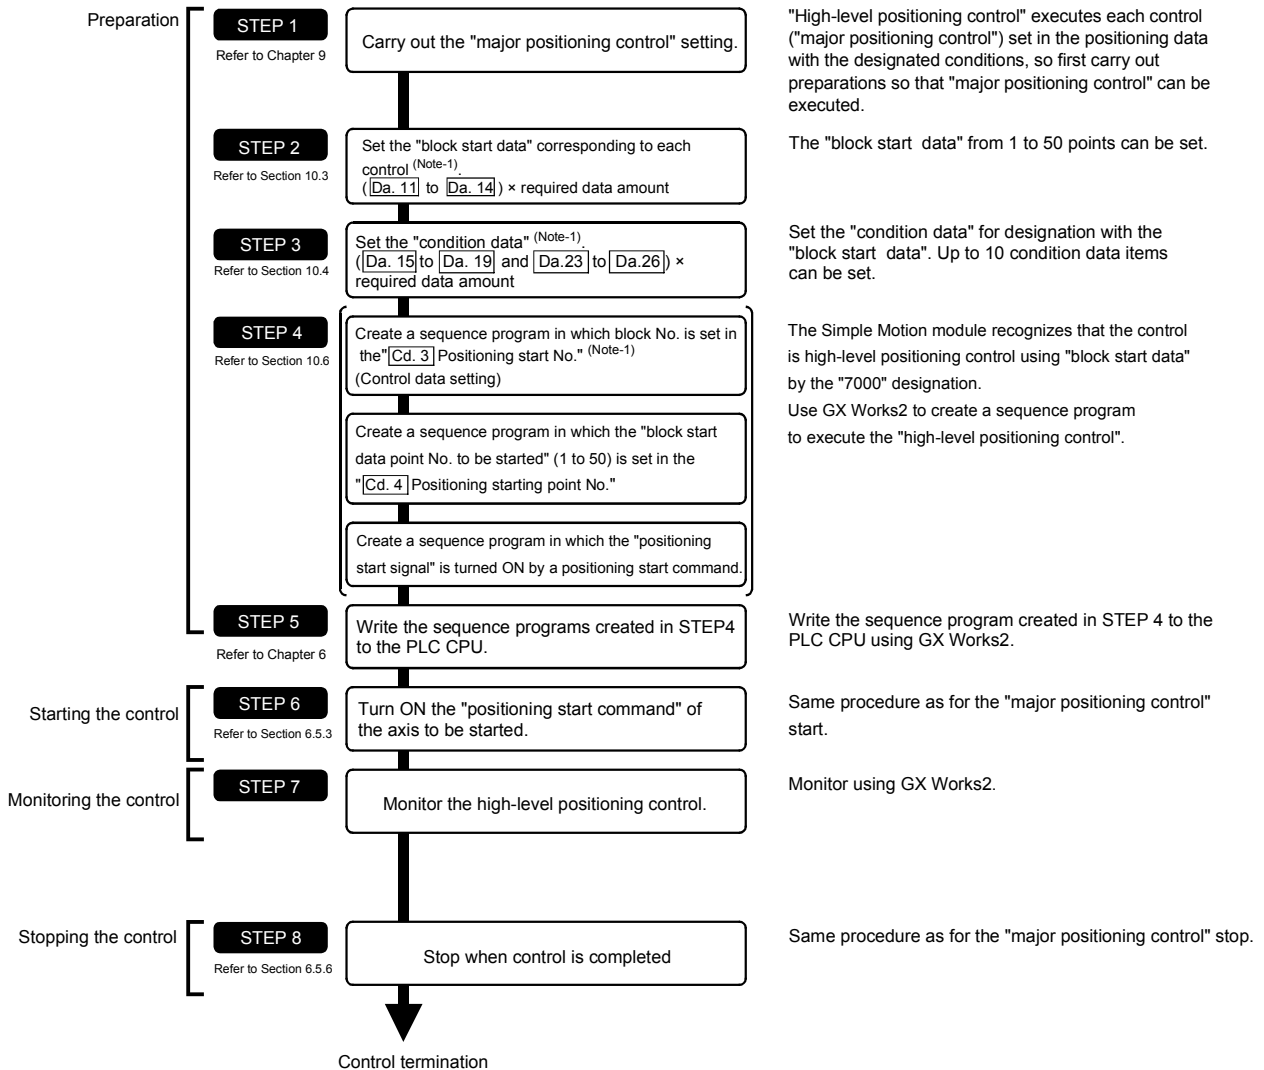 Preparation
STEP 1
Refer to Chapter 9
Carry out the "major positioning control" setting.
"High-level positioning control" executes each control
("major positioning control") set in the positioning data
with the designated conditions, so first carry out
preparations so that "major positioning control" can be
executed.
STEP 2
Refer to Section 10.3
Set the "block start data" corresponding to each
control (Note-1).
( Da. 11 to Da. 14 ) × required data amount
The "block start data" from 1 to 50 points can be set.
STEP 3
Refer to Section 10.4
Set the "condition data" (Note-1).
( Da. 15 to Da. 19 and Da.23 to Da.26 ) ×
required data amount
Set the "condition data" for designation with the
"block start data". Up to 10 condition data items
can be set.
STEP 4
Refer to Section 10.6
Create a sequence program in which block No. is set in
the" Cd. 3 Positioning start No." (Note-1)
(Control data setting)
Create a sequence program in which the "block start
data point No. to be started" (1 to 50) is set in the
" Cd. 4 Positioning starting point No."
Create a sequence program in which the "positioning
start signal" is turned ON by a positioning start command.
The Simple Motion module recognizes that the control
is high-level positioning control using "block start data"
by the "7000" designation.
Use GX Works2 to create a sequence program
to execute the "high-level positioning control".
STEP 5
Refer to Chapter 6
Write the sequence programs created in STEP4
to the PLC CPU.
Write the sequence program created in STEP 4 to the
PLC CPU using GX Works2.
Starting the control
STEP 6
Refer to Section 6.5.3
Turn ON the "positioning start command" of
the axis to be started.
Same procedure as for the "major positioning control"
start.
Monitoring the control
STEP 7
Monitor the high-level positioning control.
Monitor using GX Works2.
Stopping the control
STEP 8
Refer to Section 6.5.6
Stop when control is completed
Same procedure as for the "major positioning control" stop.
Control termination